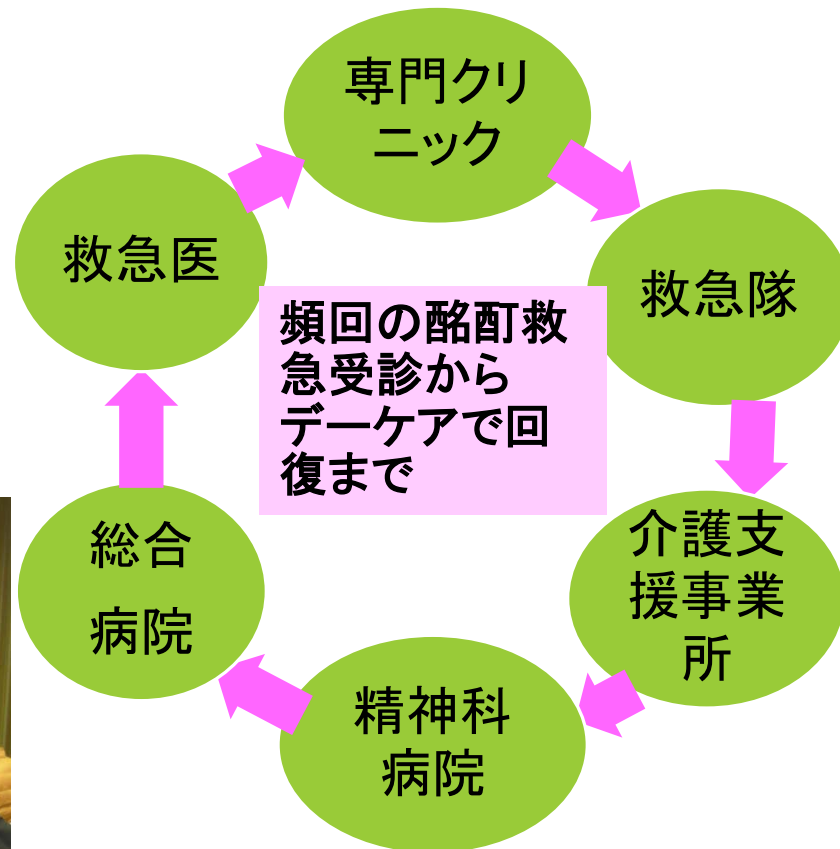 専門クリ
ニック
救急医
救急隊
頻回の酩酊救
急受診から
デーケアで回
復まで
総合
病院
介護支
援事業
所
精神科
病院